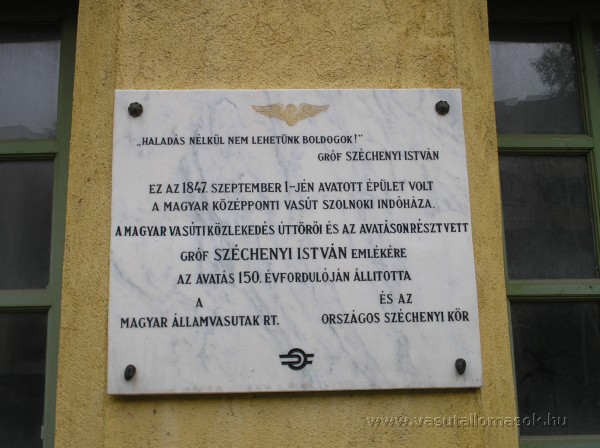 „HALADÁS NÉLKÜL NEM LEHETÜNK BOLDOGOK!"
GRÓF SZÉCHENYI ISTVÁN
EZ AZ 1847. SZEPTEMBER 1-JÉN AVATOTT ÉPÜLET VOLT
A MAGYAR KÖZÉPPONTI VASÚT SZOLNOKI INDÓHÁZA.
A MAGYAR VASÚTI KÖZLEKEDÉS ÚTTÖRŐI ÉS AZ AVATÁSON RÉSZTVETT
GRÓF SZÉCHENYI ISTVÁN EMLÉKÉRE
AZ AVATÁS 150. ÉVFORDULÓJÁN ÁLLITOTTA
A ÉS AZ
MAGYAR ÁLLAMVASUTAK RT. ORSZÁGOS SZÉCHENYI KÖR
www.vasutallomasok.hu